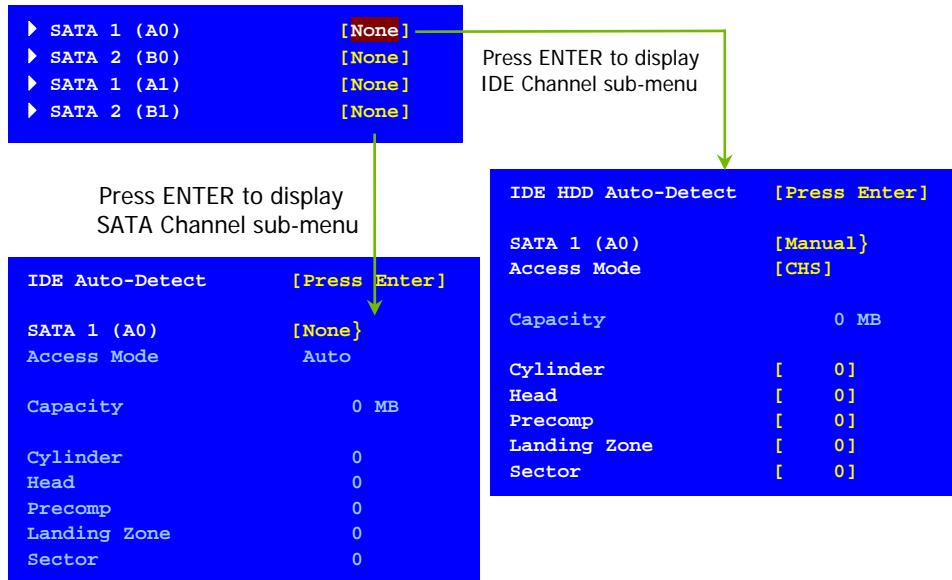 SATA 1 (A0) [None]
SATA 2 (B0) [None]
SATA 1 (A1) [None]
SATA 2 (B1) [None]
Press ENTER to display
IDE Channel sub-menu
Press ENTER to display
SATA Channel sub-menu
IDE Auto-Detect [Press Enter]
SATA 1 (A0) [None}
Access Mode Auto
Capacity 0 MB
Cylinder 0
Head 0
Precomp 0
Landing Zone 0
Sector 0
IDE HDD Auto-Detect [Press Enter]
SATA 1 (A0) [Manual}
Access Mode [CHS]
Capacity 0 MB
Cylinder [ 0]
Head [ 0]
Precomp [ 0]
Landing Zone [ 0]
Sector [ 0]